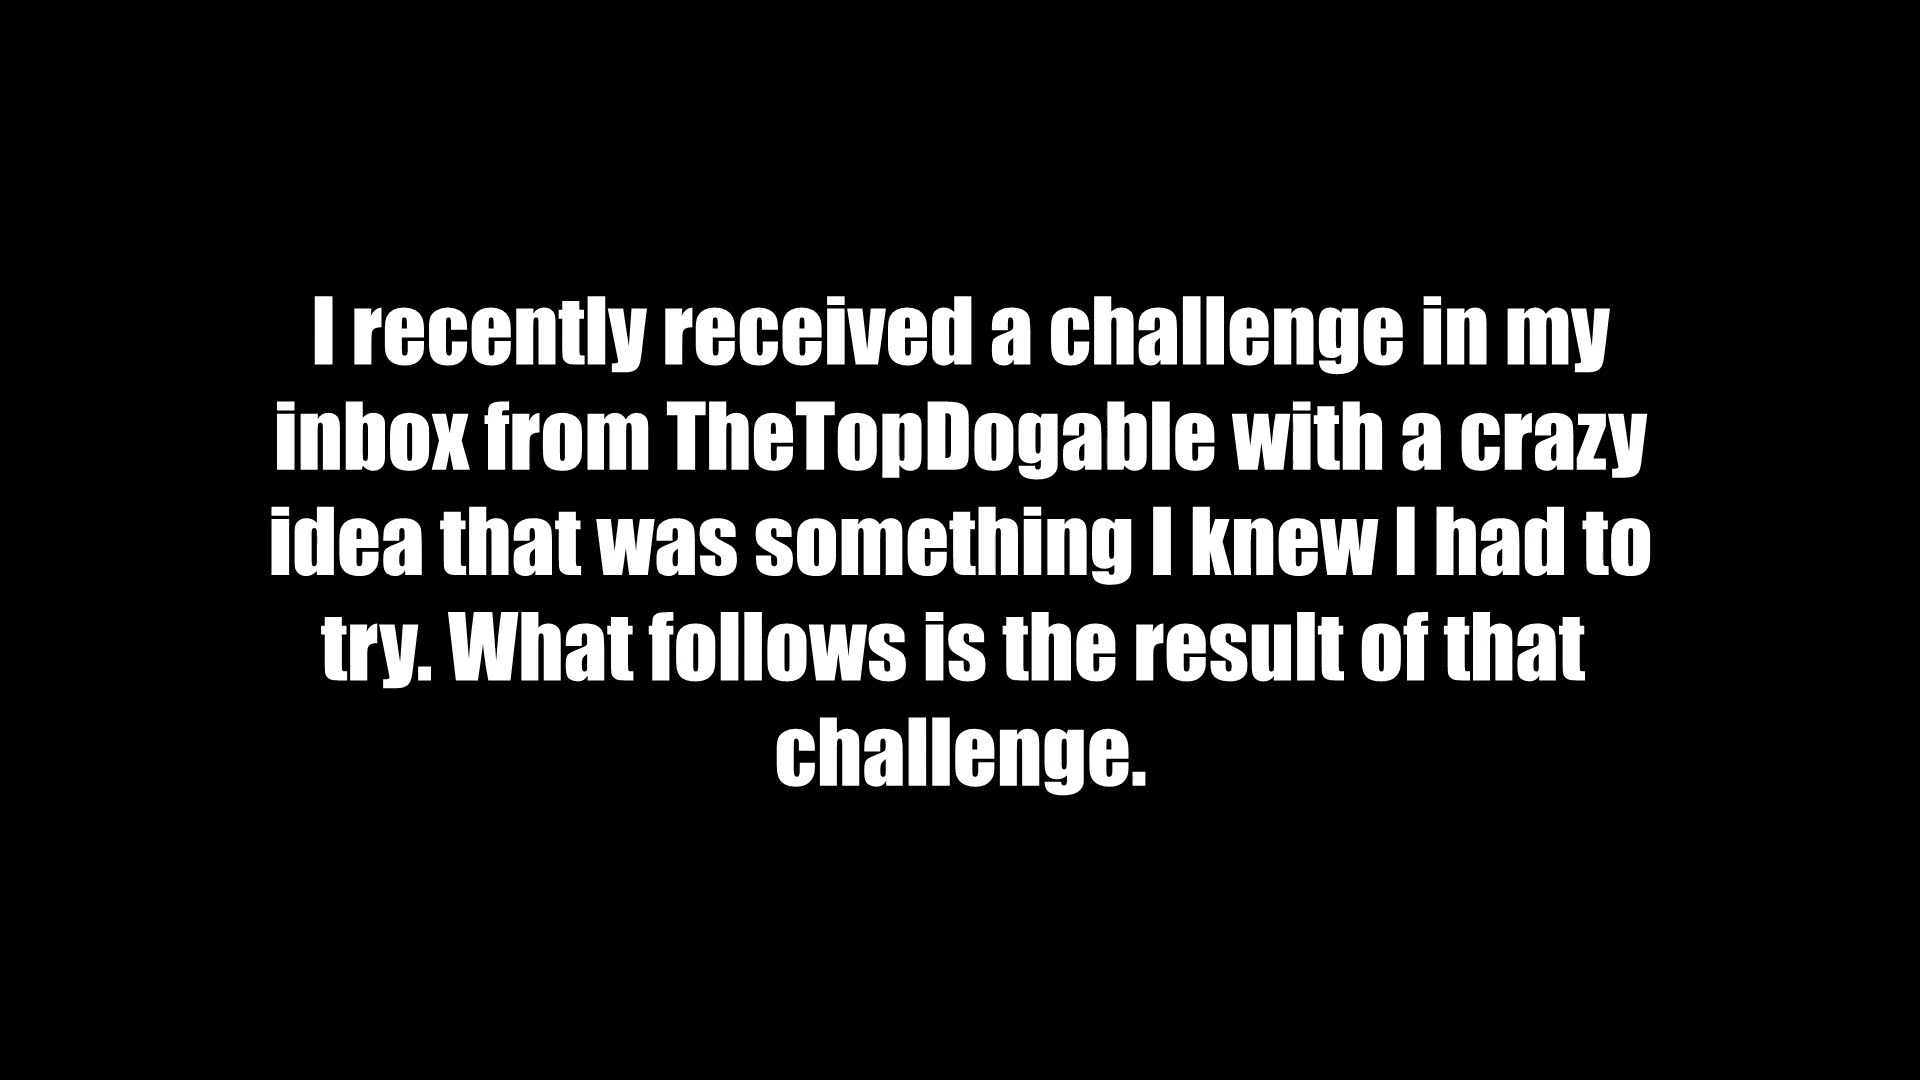 I recently received a challenge in my
inbox from TheTopDogable with a crazy
idea that was something I knew I had to
try. What follows is the result of that
challenge.